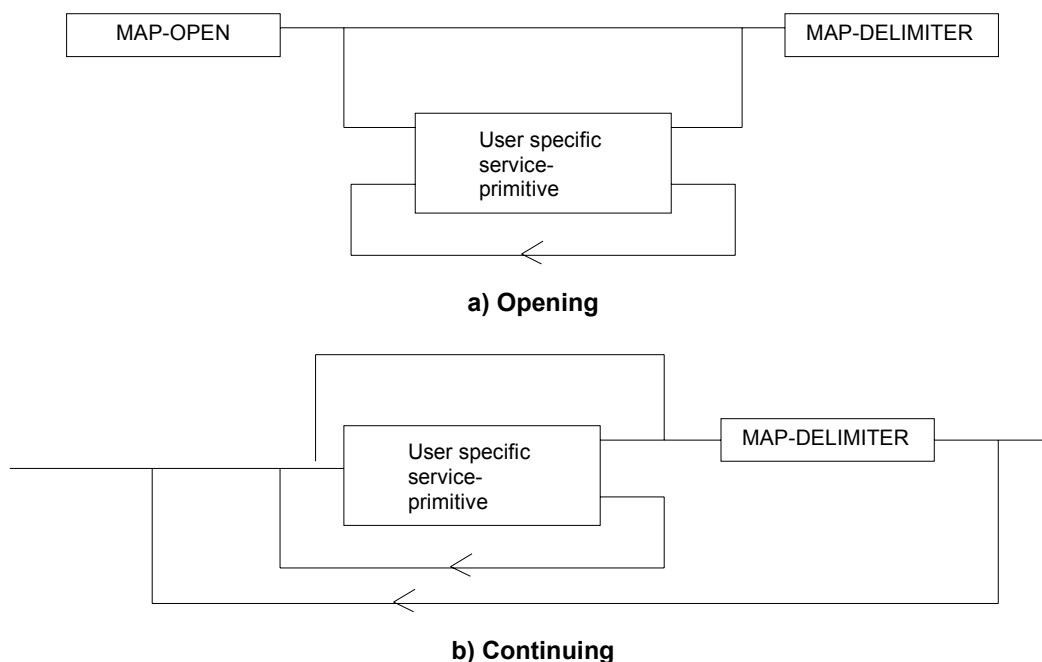 MAP-OPEN
MAP-DELIMITER
User specific
service-
primitive
a) Opening
User specific
service-
primitive
MAP-DELIMITER
b) Continuing